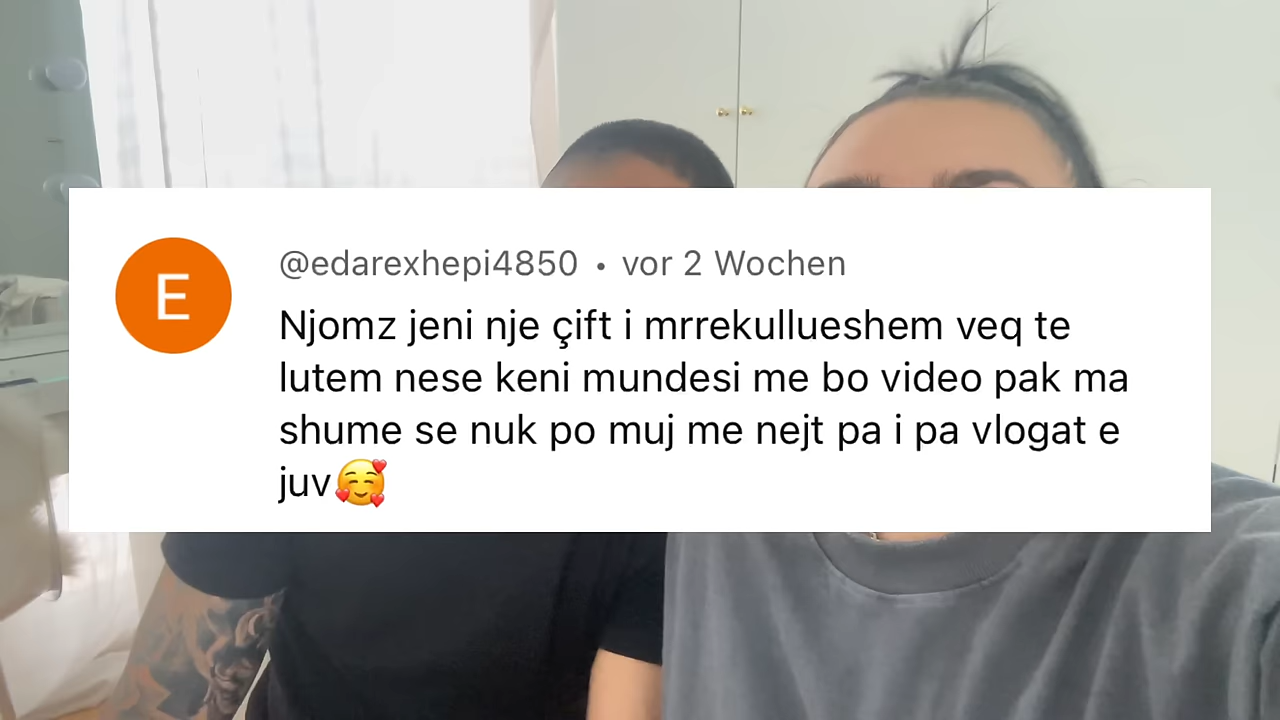 E
@edarexhepi4850 • vor 2 Wochen
Njomz jeni nje çift i mrrekullueshem veq te
lutem nese keni mundesi me bo video pak ma
shume se nuk po muj me nejt pa i pa vlogat e
juv🥰